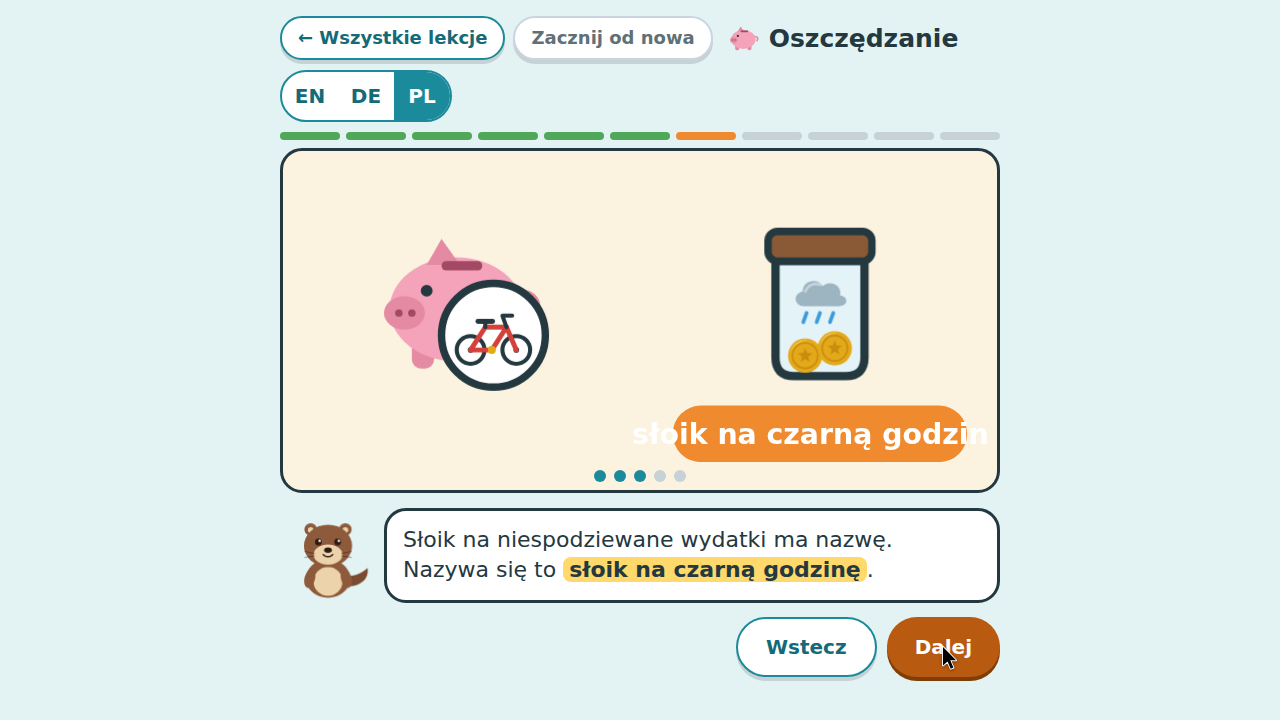 ← Wszystkie lekcje
Zacznij od nowa
Oszczędzanie
EN DE PL
słoik na czarną godzin
Słoik na niespodziewane wydatki ma nazwę.
Nazywa się to słoik na czarną godzinę.
Wstecz
Dalej